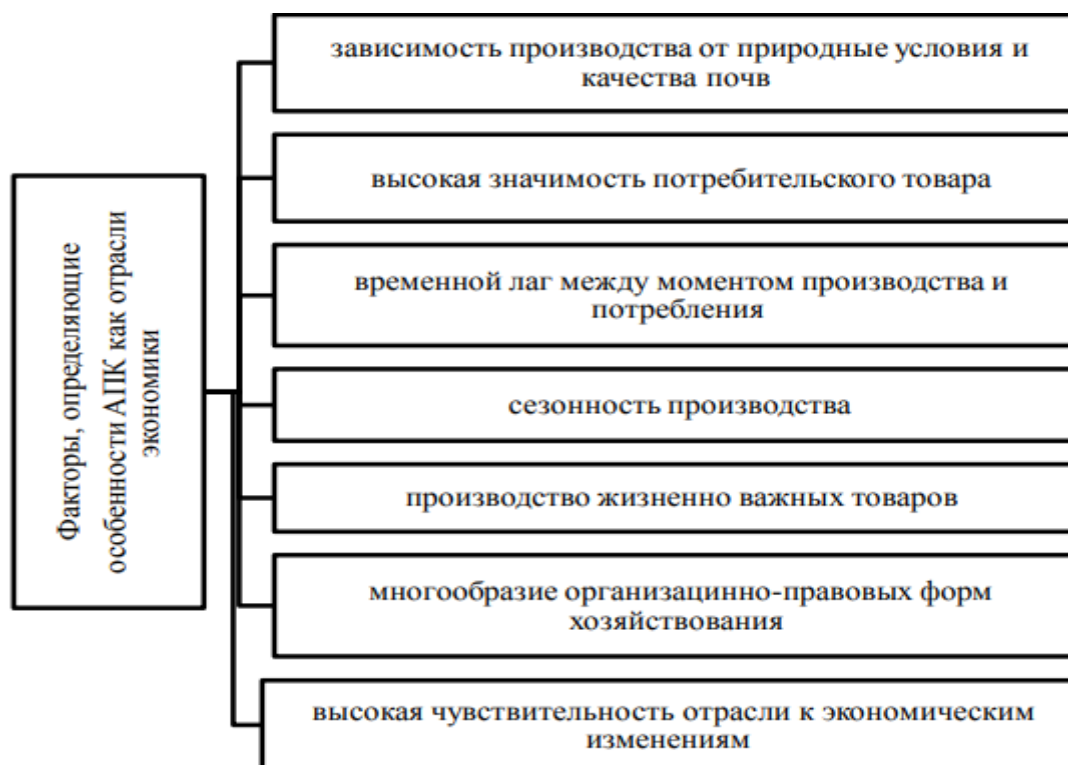 Факторы, определяющие
особенности АПК как отрасли
экономики
зависимость производства от природные условия и
качества почв
высокая значимость потребительского товара
временной лаг между моментом производства и
потребления
сезонность производства
производство жизненно важных товаров
многообразие организацинно-правовых форм
хозяйствования
высокая чувствительность отрасли к экономическим
изменениям